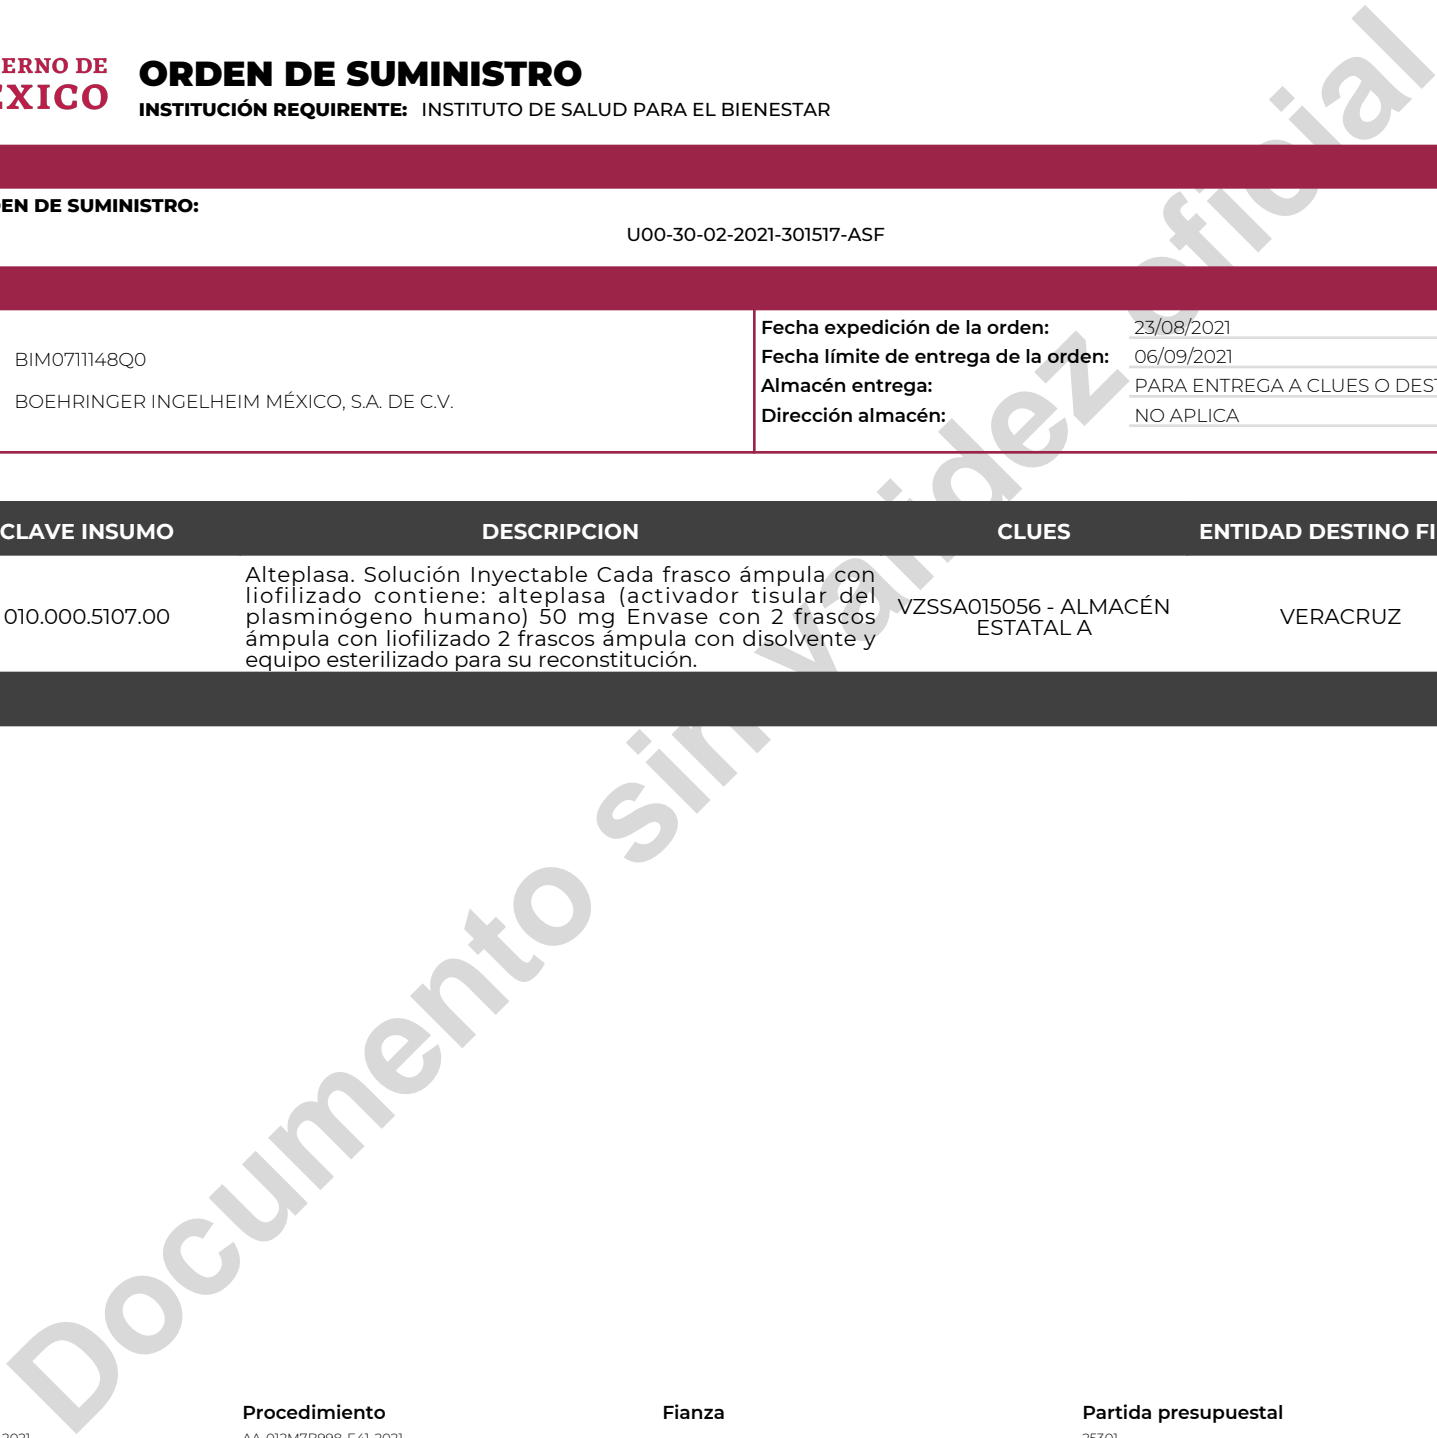 ERNO DE
ÉXICO
ORDEN DE SUMINISTRO
INSTITUCIÓN REQUIRENTE: INSTITUTO DE SALUD PARA EL BIENESTAR
EN DE SUMINISTRO:
U00-30-02-2021-301517-ASF
BIM0711148Q0
BOEHRINGER INGELHEIM MÉXICO, S.A. DE C.V.
Fecha expedición de la orden: 23/08/2021
Fecha límite de entrega de la orden: 06/09/2021
Almacén entrega: PARA ENTREGA A CLUES O DEST
Dirección almacén: NO APLICA
CLAVE INSUMO DESCRIPCION CLUES ENTIDAD DESTINO FI
010.000.5107.00
Alteplasa. Solución Inyectable Cada frasco ámpula con
liofilizado contiene: alteplasa (activador tisular del
plasminógeno humano) 50 mg Envase con 2 frascos
ámpula con liofilizado 2 frascos ámpula con disolvente y
equipo esterilizado para su reconstitución.
VZSSA015056 - ALMACÉN
ESTATAL A
VERACRUZ
Documento sin validez oficial
Procedimiento Fianza Partida presupuestal